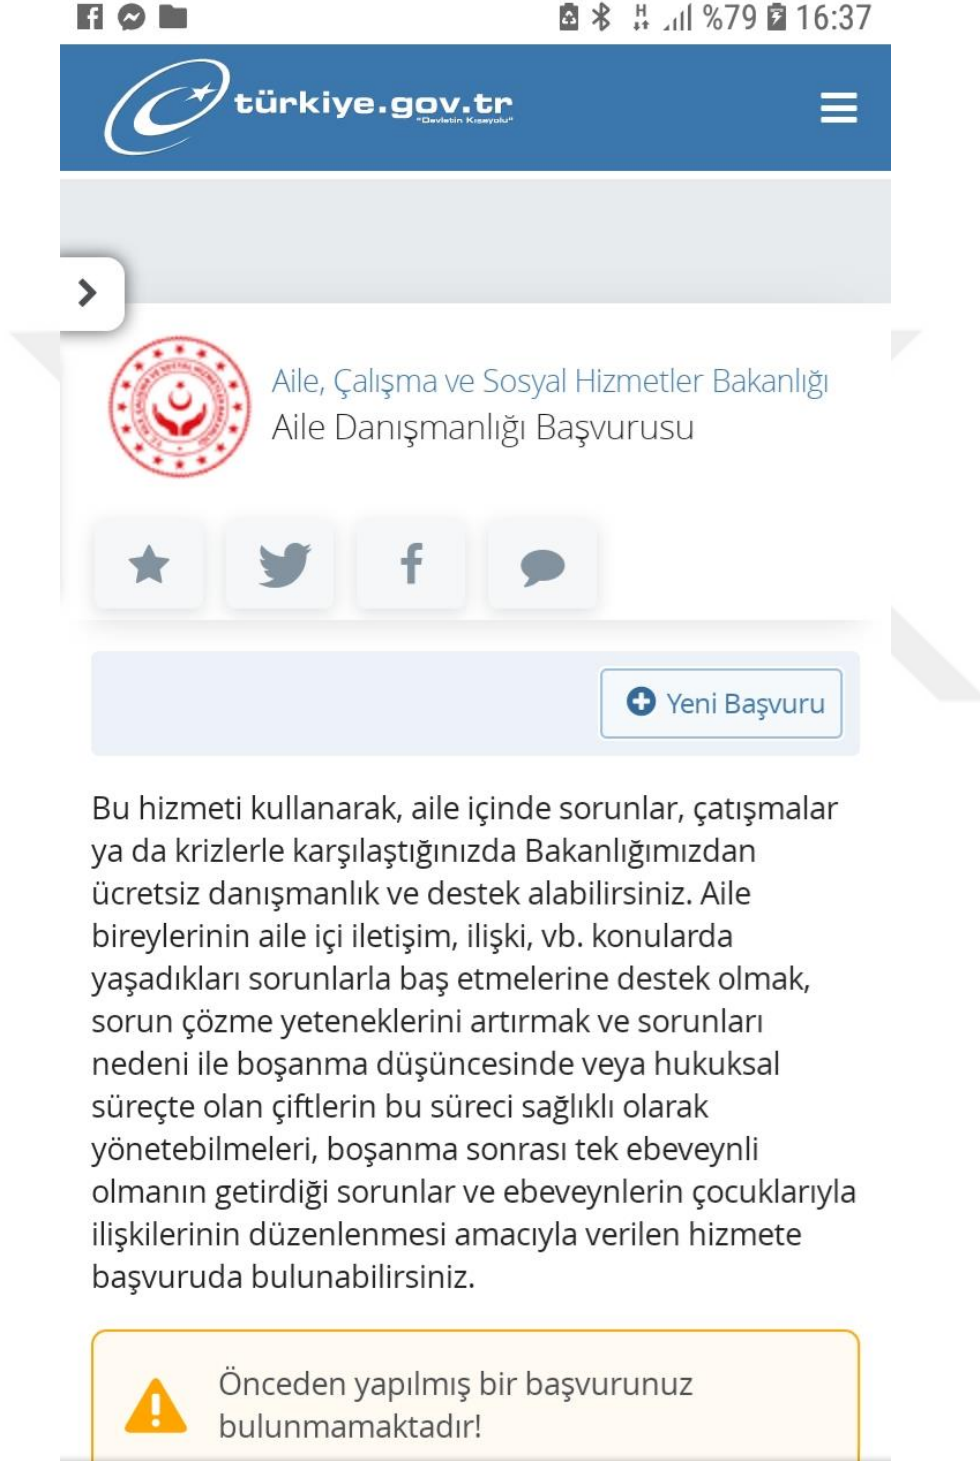 H %79 16:37
türkiye.gov.tr
"Devletin Kısayolu"
Aile, Çalışma ve Sosyal Hizmetler Bakanlığı
Aile Danışmanlığı Başvurusu
Yeni Başvuru
Bu hizmeti kullanarak, aile içinde sorunlar, çatışmalar
ya da krizlerle karşılaştığınızda Bakanlığımızdan
ücretsiz danışmanlık ve destek alabilirsiniz. Aile
bireylerinin aile içi iletişim, ilişki, vb. konularda
yaşadıkları sorunlarla baş etmelerine destek olmak,
sorun çözme yeteneklerini artırmak ve sorunları
nedeni ile boşanma düşüncesinde veya hukuksal
süreçte olan çiftlerin bu süreci sağlıklı olarak
yönetebilmeleri, boşanma sonrası tek ebeveynli
olmanın getirdiği sorunlar ve ebeveynlerin çocuklarıyla
ilişkilerinin düzenlenmesi amacıyla verilen hizmete
başvuruda bulunabilirsiniz.
Önceden yapılmış bir başvurunuz
bulunmamaktadır!